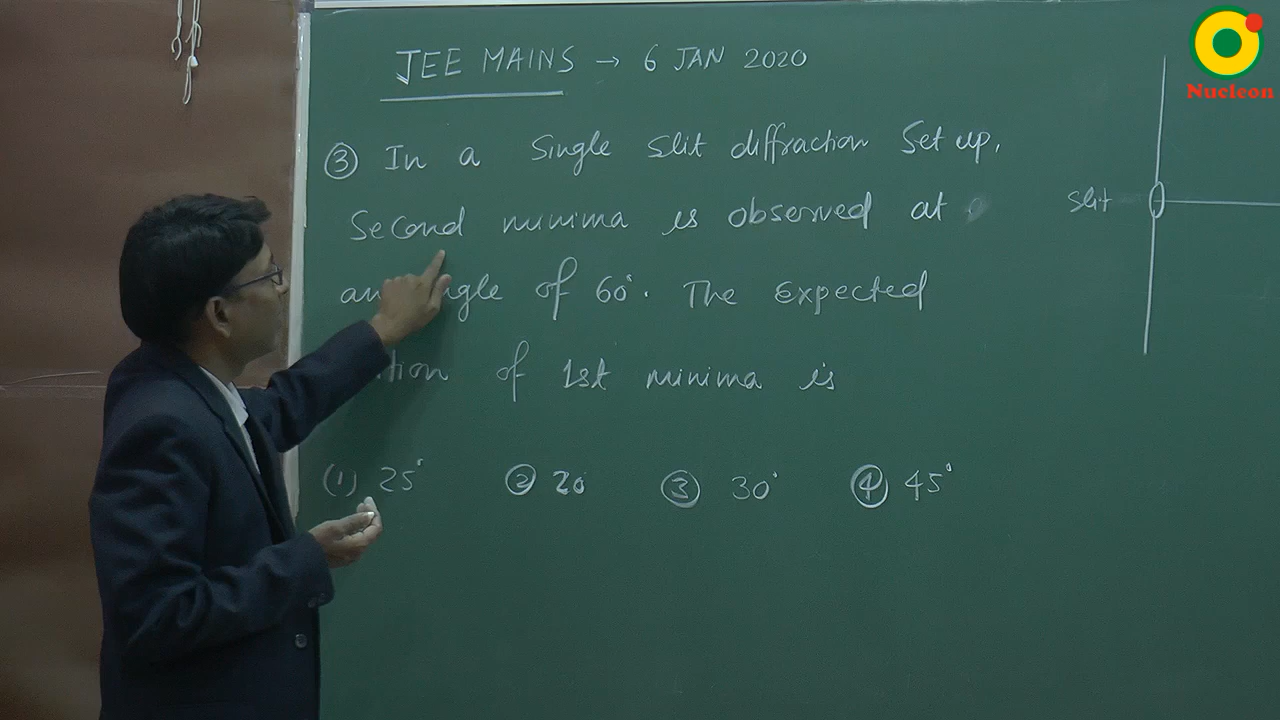 JEE MAINS → 6 JAN 2020
③ In a single slit diffraction Set up,
Second minima is observed at
an angle of 60°. The Expected
tion of 1st minima is
(1) 25° ② 20 ③ 30° ④ 45°
slit
Nucleon